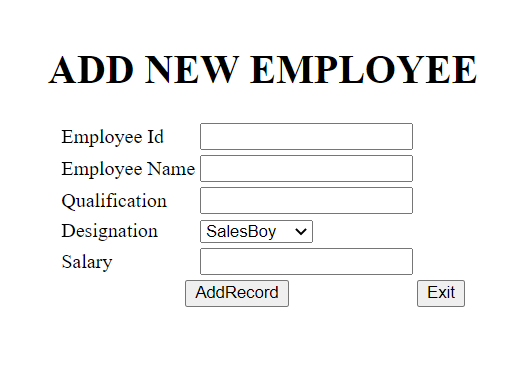 ADD NEW EMPLOYEE
Employee Id
Employee Name
Qualification
Designation SalesBoy
Salary
AddRecord Exit